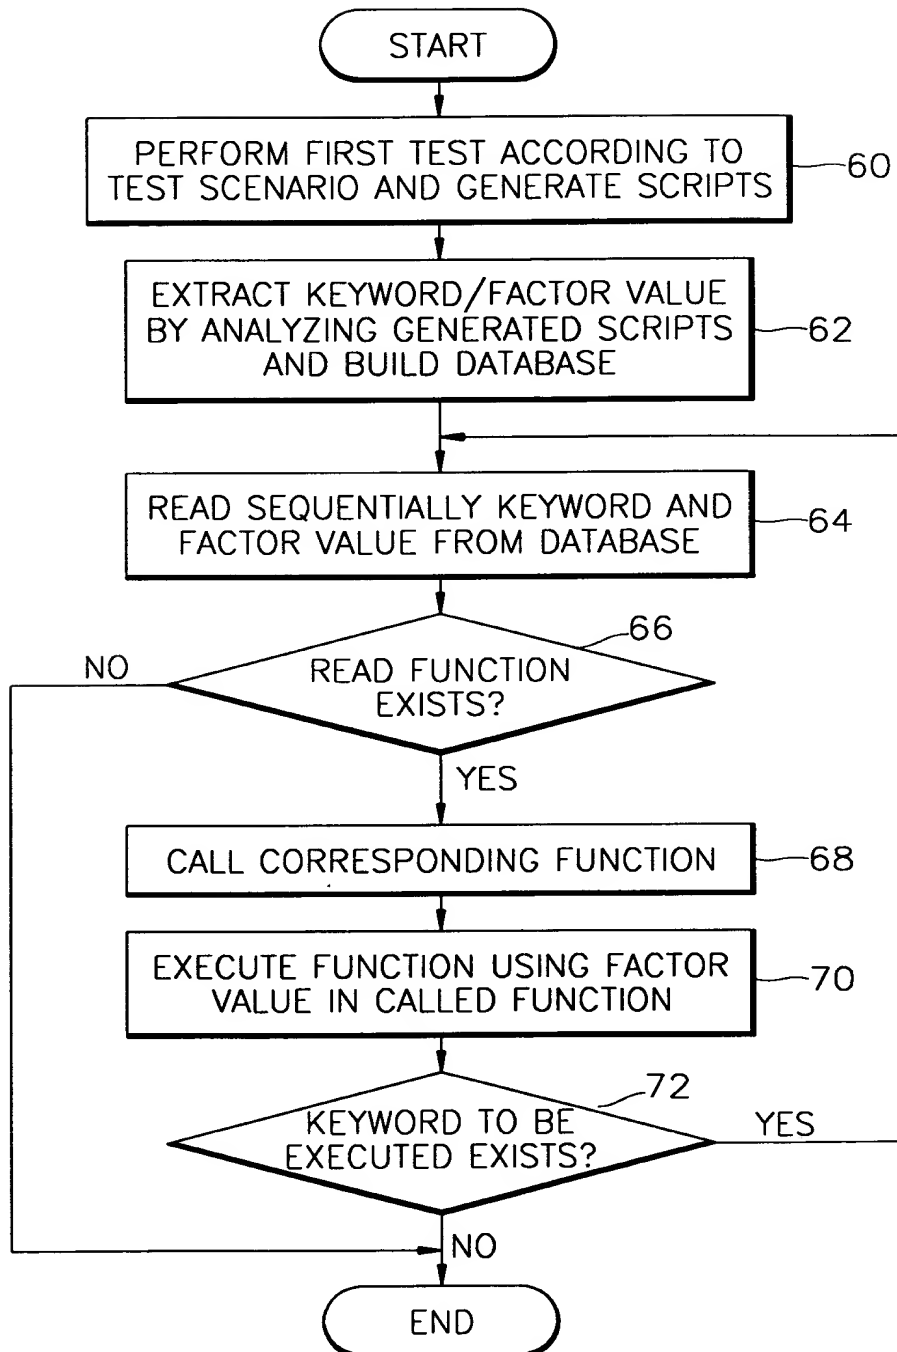 START
PERFORM FIRST TEST ACCORDING TO
TEST SCENARIO AND GENERATE SCRIPTS
60
EXTRACT KEYWORD/FACTOR VALUE
BY ANALYZING GENERATED SCRIPTS
AND BUILD DATABASE
62
READ SEQUENTIALLY KEYWORD AND
FACTOR VALUE FROM DATABASE
64
66
NO
READ FUNCTION
EXISTS?
YES
CALL CORRESPONDING FUNCTION
68
EXECUTE FUNCTION USING FACTOR
VALUE IN CALLED FUNCTION
70
72
KEYWORD TO BE
EXECUTED EXISTS?
YES
NO
END